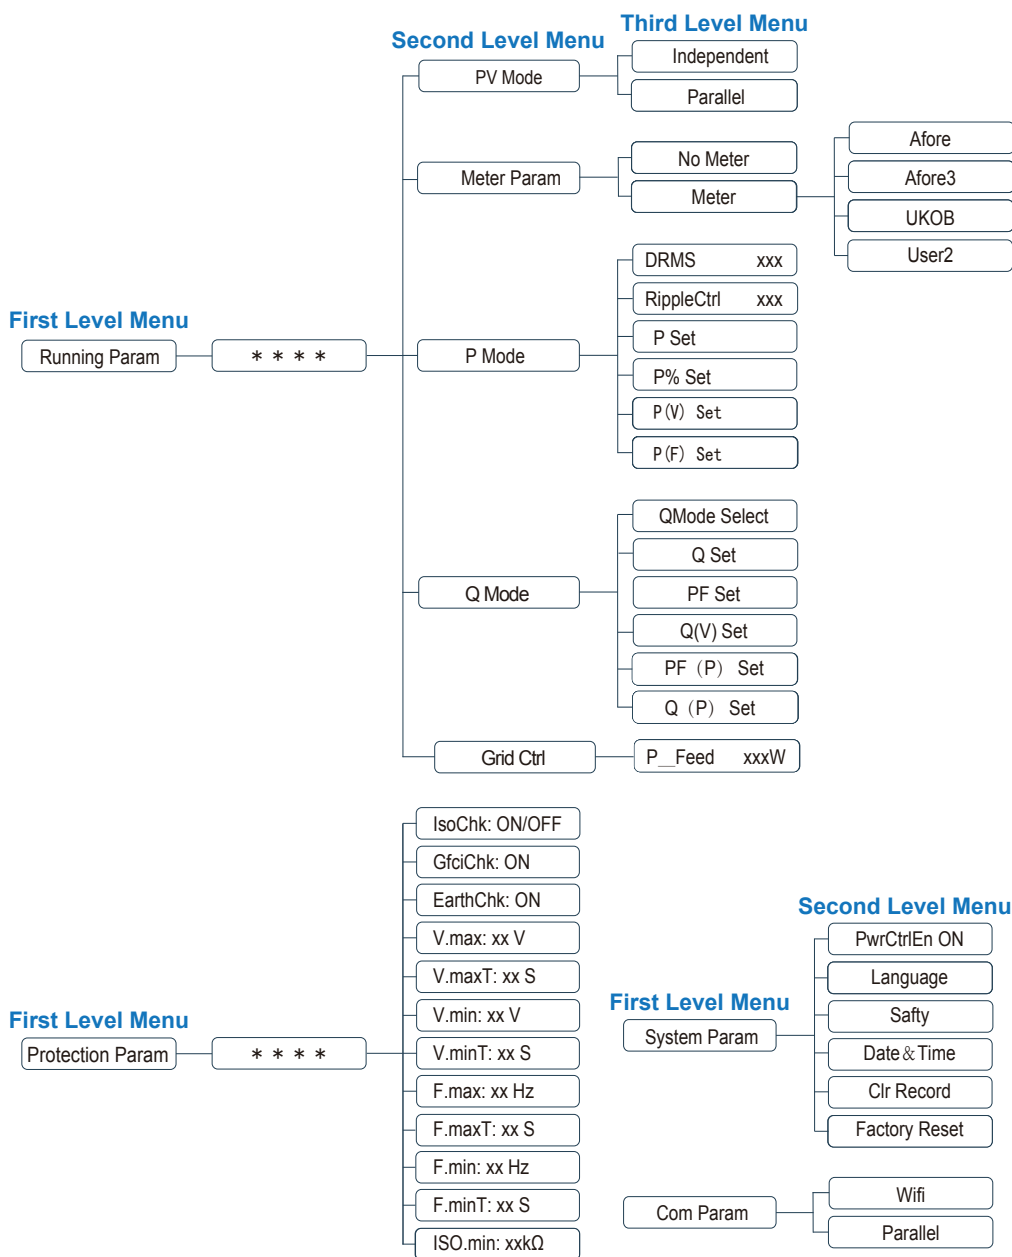 Third Level Menu
Second Level Menu
Independent
PV Mode
Parallel
Afore
No Meter
Meter Param
Afore3
Meter
UKOB
User2
DRMS xxx
RippleCtrl xxx
First Level Menu
P Set
Running Param
＊＊＊＊
P Mode
P% Set
P(V) Set
P(F) Set
QMode Select
Q Set
Q Mode
PF Set
Q(V) Set
PF（P） Set
Q（P） Set
Grid Ctrl
P__Feed xxxW
IsoChk: ON/OFF
GfciChk: ON
EarthChk: ON
V.max: xx V
V.maxT: xx S
V.min: xx V
First Level Menu
Protection Param
＊＊＊＊
V.minT: xx S
F.max: xx Hz
F.maxT: xx S
F.min: xx Hz
F.minT: xx S
ISO.min: xxkΩ
Second Level Menu
PwrCtrlEn ON
Language
First Level Menu
Safty
System Param
Date＆Time
Clr Record
Factory Reset
Wifi
Com Param
Parallel